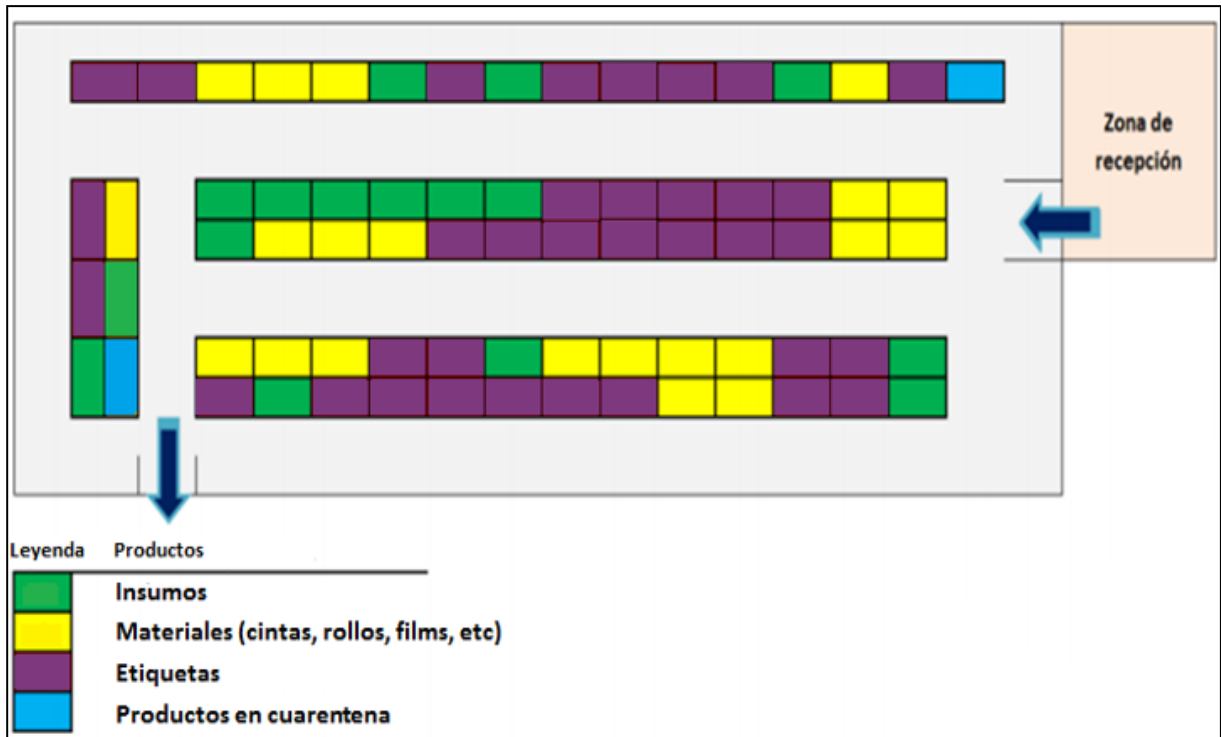 Zona de
recepción
Leyenda Productos
Insumos
Materiales (cintas, rollos, films, etc)
Etiquetas
Productos en cuarentena